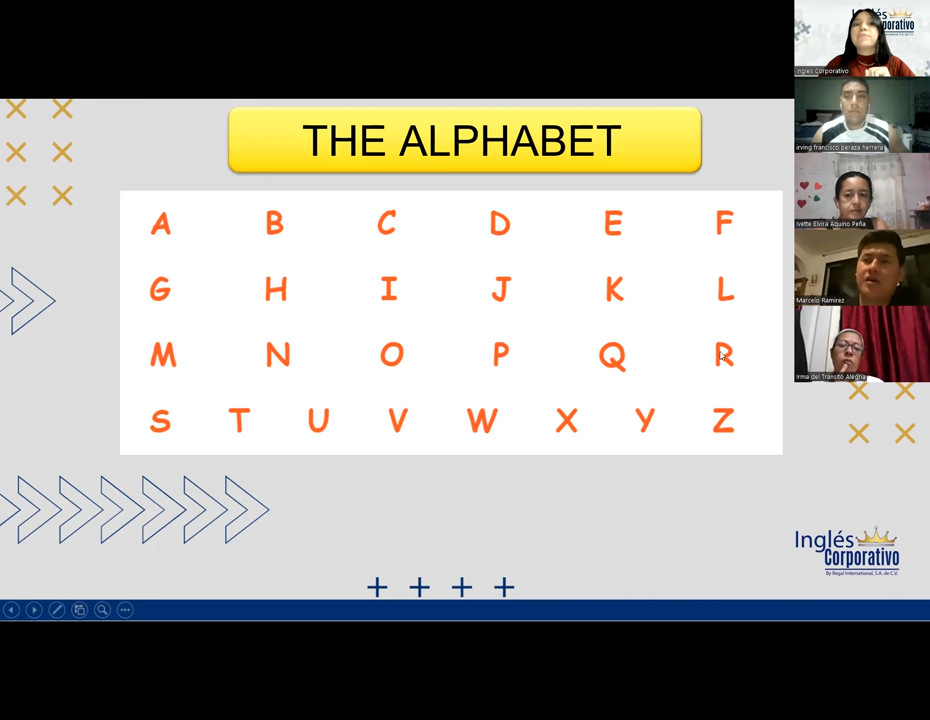 THE ALPHABET
A B C D E F
G H I J K L
M N O P Q R
S T U V W X Y Z
Inglés
Corporativo
By Regal International, S.A. de C.V.
Inglés Corporativo
irving francisco peraza herrera
Ivette Elvira Aquino Peña
Marcelo Ramirez
Irma del Tránsito Alegría